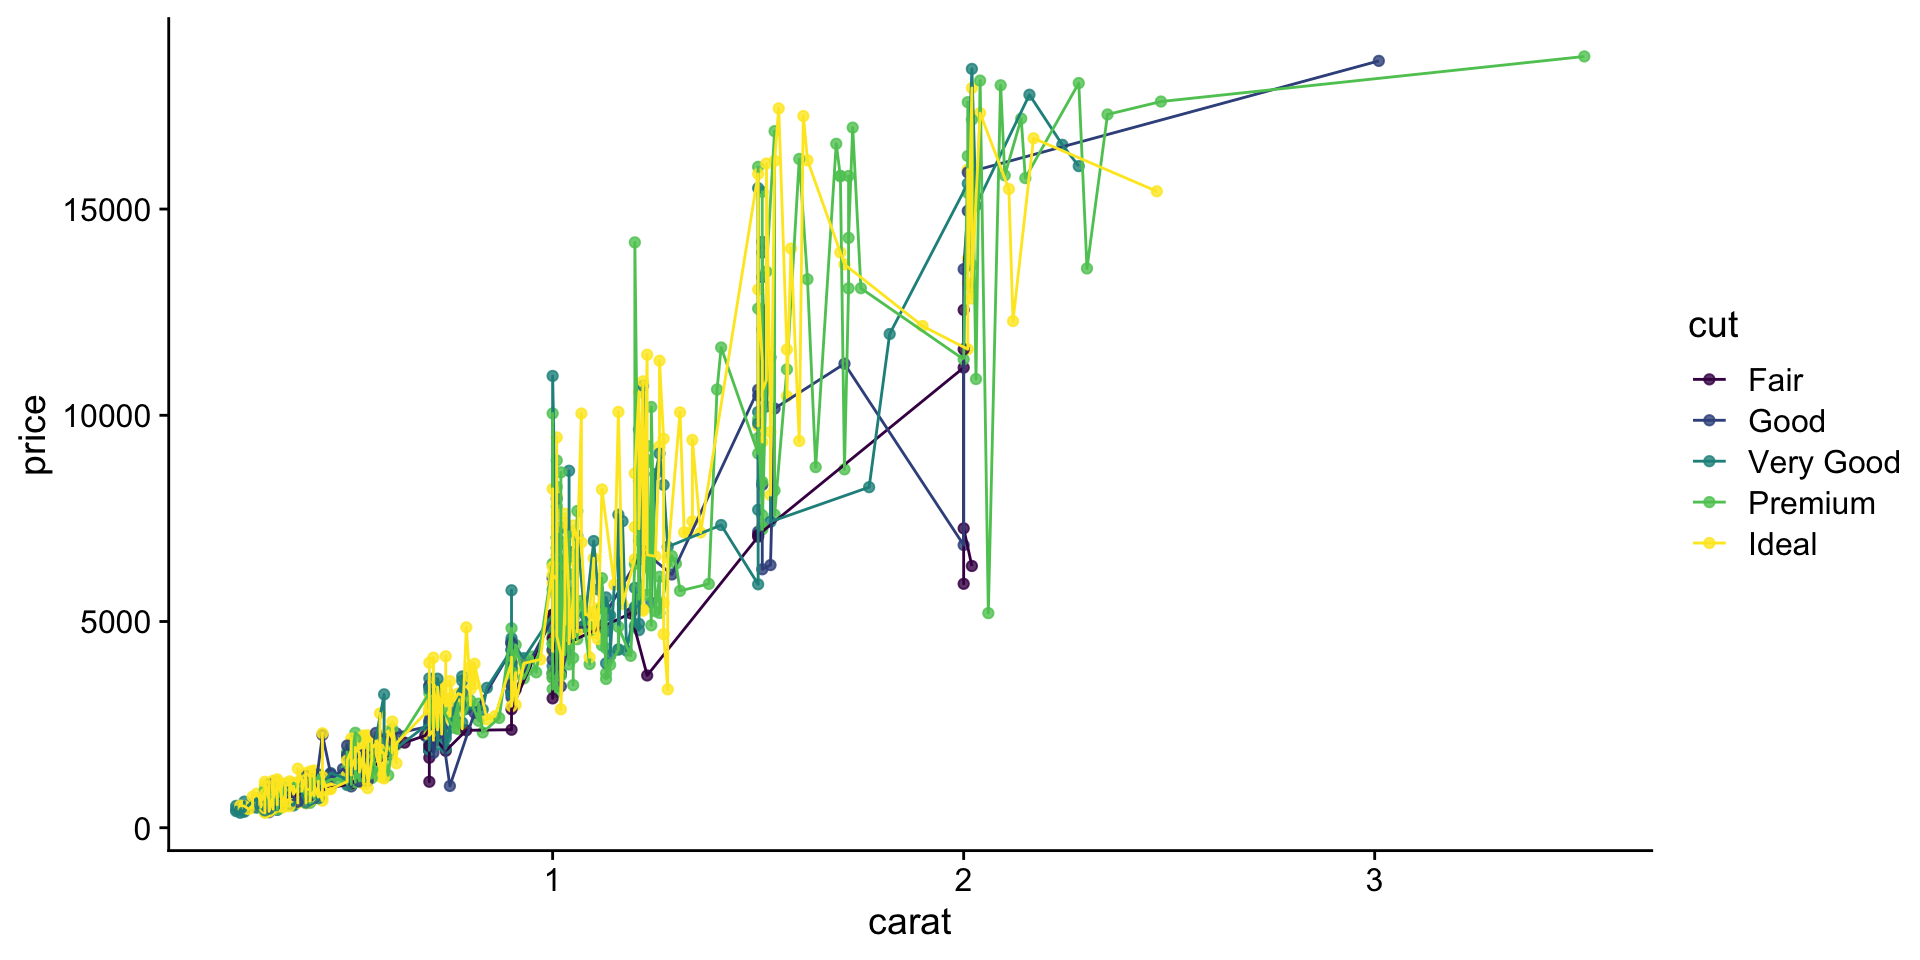 price
15000
10000
5000
0
1 2 3
carat
cut
Fair
Good
Very Good
Premium
Ideal